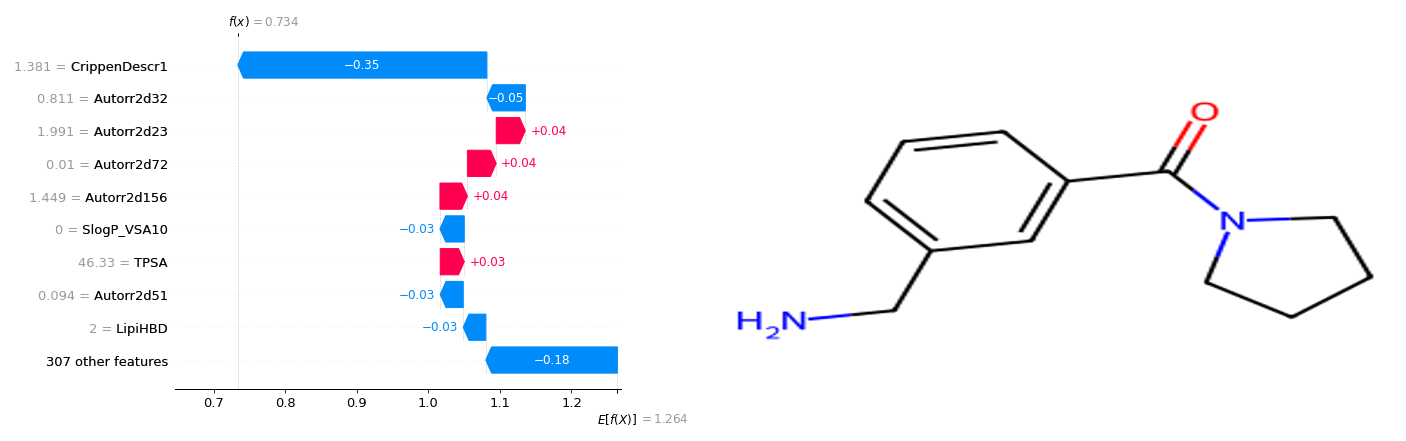 f(x) = 0.734
1.381 = CrippenDescr1
−0.35
0.811 = Autorr2d32
−0.05
1.991 = Autorr2d23
+0.04
0.01 = Autorr2d72
+0.04
1.449 = Autorr2d156
+0.04
0 = SlogP_VSA10
−0.03
46.33 = TPSA
+0.03
0.094 = Autorr2d51
−0.03
2 = LipiHBD
−0.03
307 other features
−0.18
0.7 0.8 0.9 1.0 1.1 1.2
E[f(X)] = 1.264
O
N
H₂N